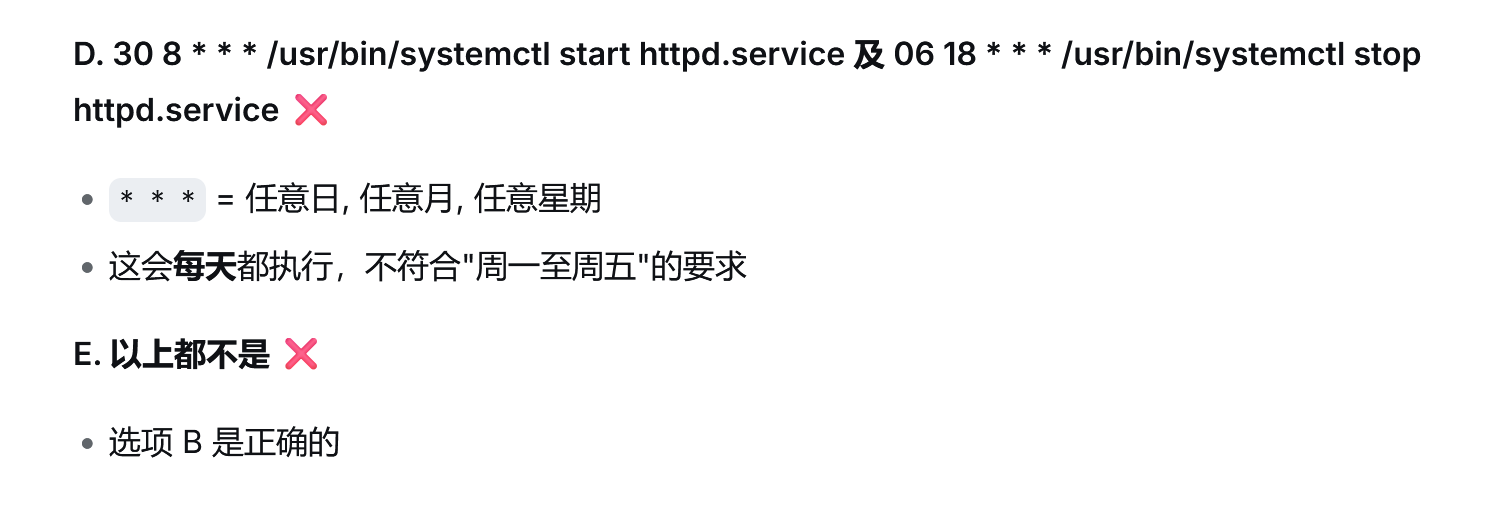 D. 30 8 * * * /usr/bin/systemctl start httpd.service 及 06 18 * * * /usr/bin/systemctl stop
httpd.service ❌
• * * * = 任意日, 任意月, 任意星期
• 这会每天都执行，不符合"周一至周五"的要求
E. 以上都不是 ❌
• 选项 B 是正确的